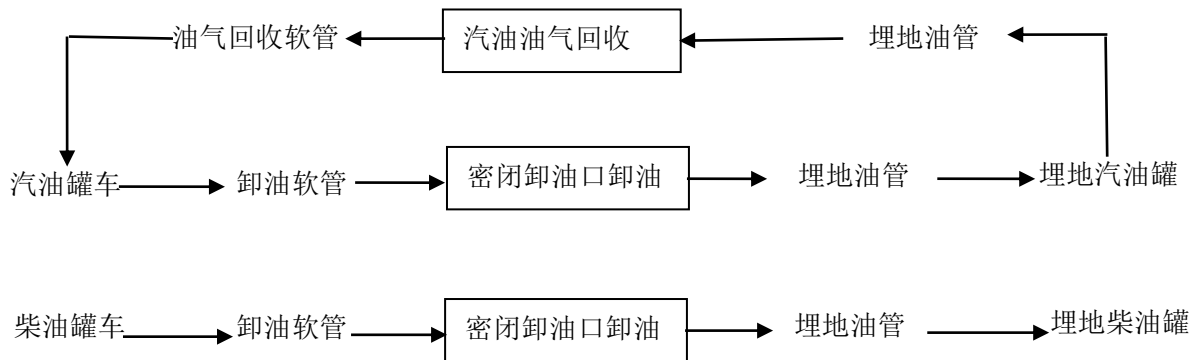 油气回收软管 汽油油气回收 埋地油管
汽油罐车 卸油软管 密闭卸油口卸油 埋地油管 埋地汽油罐
柴油罐车 卸油软管 密闭卸油口卸油 埋地油管 埋地柴油罐